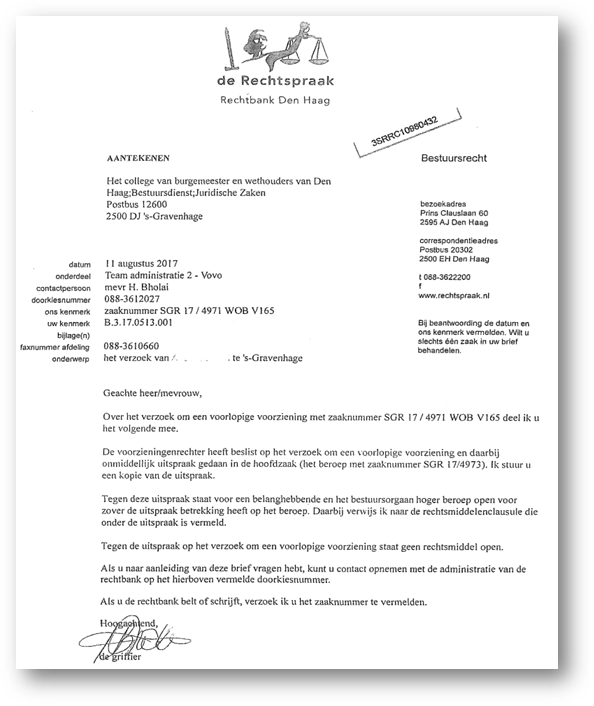 de Rechtspraak
Rechtbank Den Haag
3SRRC10980432
AANTEKENEN
Bestuursrecht
Het college van burgemeester en wethouders van Den
Haag;Bestuursdienst;Juridische Zaken
Postbus 12600
2500 DJ 's-Gravenhage
bezoekadres
Prins Clauslaan 60
2595 AJ Den Haag
correspondentieadres
Postbus 20302
2500 EH Den Haag
t 088-3622200
f
www.rechtspraak.nl
datum 11 augustus 2017
onderdeel Team administratie 2 - Vovo
contactpersoon mevr H. Bholai
doorkiesnummer 088-3612027
ons kenmerk zaaknummer SGR 17 / 4971 WOB V165
uw kenmerk B.3.17.0513.001
bijlage(n)
faxnummer afdeling 088-3610660
onderwerp het verzoek van te 's-Gravenhage
Bij beantwoording de datum en
ons kenmerk vermelden. Wilt u
slechts één zaak in uw brief
behandelen.
Geachte heer/mevrouw,
Over het verzoek om een voorlopige voorziening met zaaknummer SGR 17 / 4971 WOB V165 deel ik u
het volgende mee.
De voorzieningenrechter heeft beslist op het verzoek om een voorlopige voorziening en daarbij
onmiddellijk uitspraak gedaan in de hoofdzaak (het beroep met zaaknummer SGR 17/4973). Ik stuur u
een kopie van de uitspraak.
Tegen deze uitspraak staat voor een belanghebbende en het bestuursorgaan hoger beroep open voor
zover de uitspraak betrekking heeft op het beroep. Daarbij verwijs ik naar de rechtsmiddelenclausule die
onder de uitspraak is vermeld.
Tegen de uitspraak op het verzoek om een voorlopige voorziening staat geen rechtsmiddel open.
Als u naar aanleiding van deze brief vragen hebt, kunt u contact opnemen met de administratie van de
rechtbank op het hierboven vermelde doorkiesnummer.
Als u de rechtbank belt of schrijft, verzoek ik u het zaaknummer te vermelden.
Hoogachtend,
de griffier